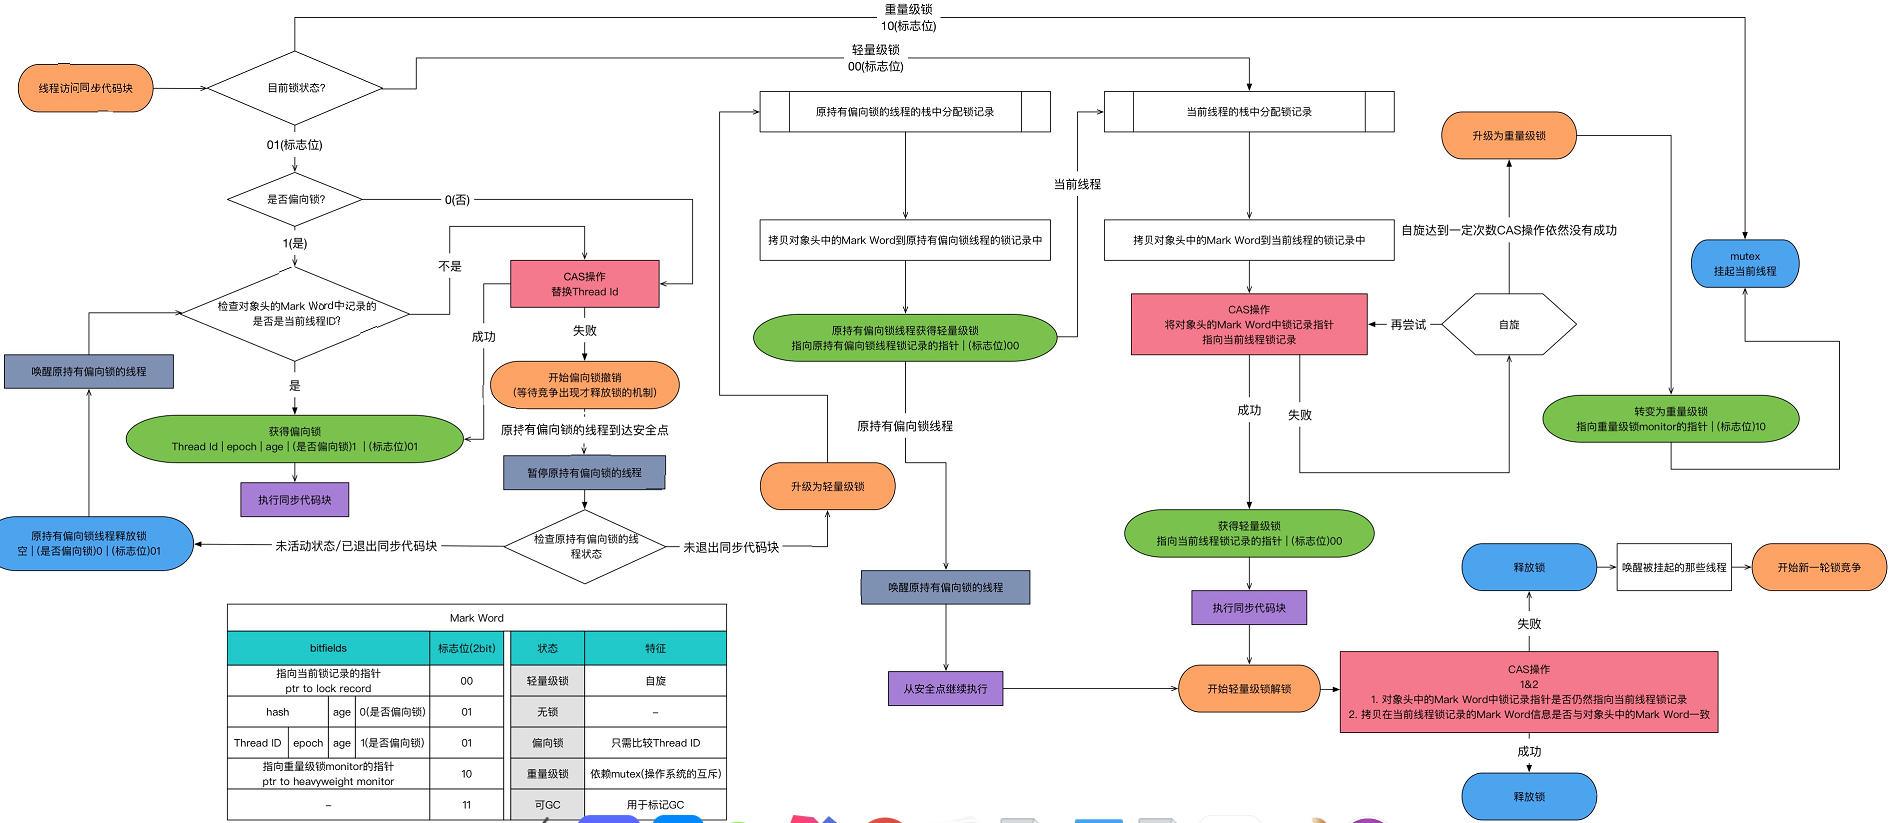 重量级锁
10(标志位)
轻量级锁
00(标志位)
线程访问同步代码块
目前锁状态?
01(标志位)
是否偏向锁?
0(否)
1(是)
不是
检查对象头的Mark Word中记录的
是否是当前线程ID?
CAS操作
替换Thread Id
成功
失败
唤醒原持有偏向锁的线程
是
开始偏向锁撤销
(等待竞争出现才释放锁的机制)
获得偏向锁
Thread Id | epoch | age | (是否偏向锁)1 | (标志位)01
原持有偏向锁的线程到达安全点
暂停原持有偏向锁的线程
执行同步代码块
原持有偏向锁线程释放锁
空 | (是否偏向锁)0 | (标志位)01
未活动状态/已退出同步代码块
检查原持有偏向锁的线
程状态
未退出同步代码块
升级为轻量级锁
原持有偏向锁的线程的栈中分配锁记录
拷贝对象头中的Mark Word到原持有偏向锁线程的锁记录中
原持有偏向锁线程获得轻量级锁
指向原持有偏向锁线程锁记录的指针 | (标志位)00
当前线程
原持有偏向锁线程
唤醒原持有偏向锁的线程
从安全点继续执行
当前线程的栈中分配锁记录
拷贝对象头中的Mark Word到当前线程的锁记录中
CAS操作
将对象头的Mark Word中锁记录指针
指向当前线程锁记录
再尝试
自旋
自旋达到一定次数CAS操作依然没有成功
升级为重量级锁
mutex
挂起当前线程
转变为重量级锁
指向重量级锁monitor的指针 | (标志位)10
成功
失败
获得轻量级锁
指向当前线程锁记录的指针 | (标志位)00
执行同步代码块
开始轻量级锁解锁
释放锁
唤醒被挂起的那些线程
开始新一轮锁竞争
失败
CAS操作
1&2
1. 对象头中的Mark Word中锁记录指针是否仍然指向当前线程锁记录
2. 拷贝在当前线程锁记录的Mark Word信息是否与对象头中的Mark Word一致
成功
释放锁
Mark Word
bitfields 标志位(2bit) 状态 特征
指向当前锁记录的指针
ptr to lock record 00 轻量级锁 自旋
hash age 0(是否偏向锁) 01 无锁 –
Thread ID epoch age 1(是否偏向锁) 01 偏向锁 只需比较Thread ID
指向重量级锁monitor的指针
ptr to heavyweight monitor 10 重量级锁 依赖mutex(操作系统的互斥)
– 11 可GC 用于标记GC